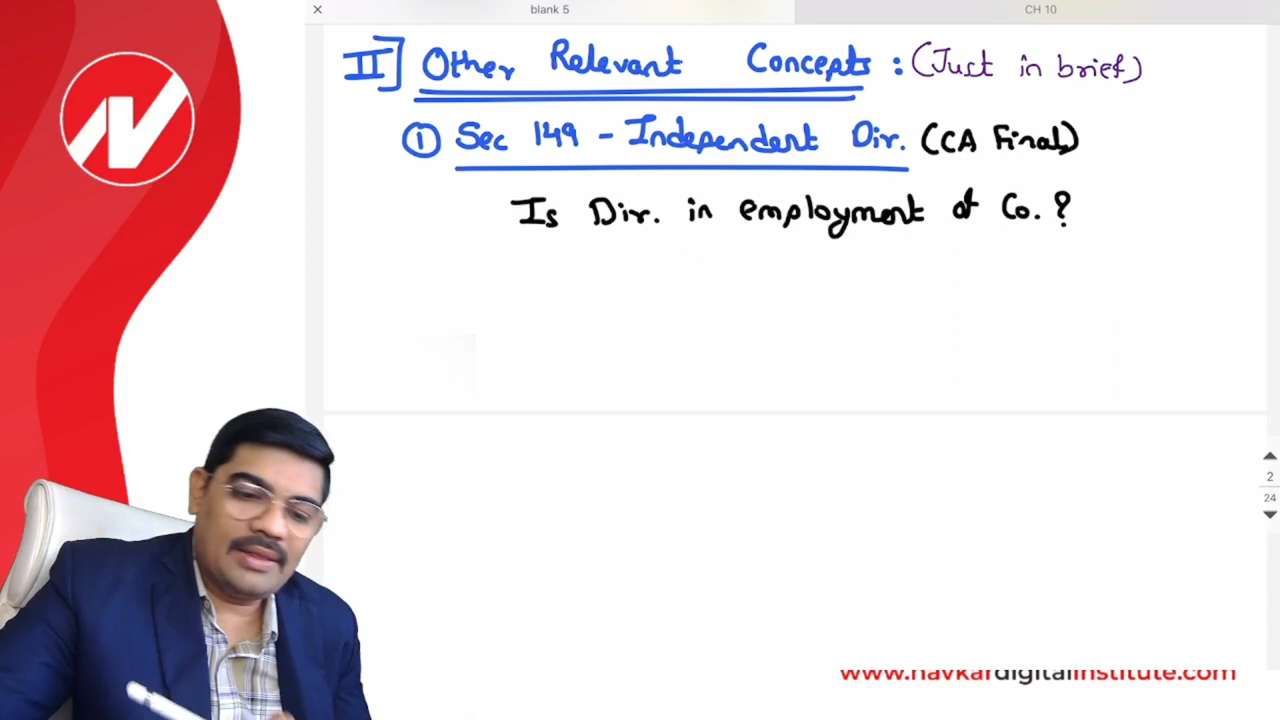 blank 5
CH 10
II] Other Relevant Concepts : (Just in brief)
① Sec 149 - Independent Dir. (CA Final)
Is Dir. in employment of Co. ?
2
24
www.navkardigitalinstitute.com